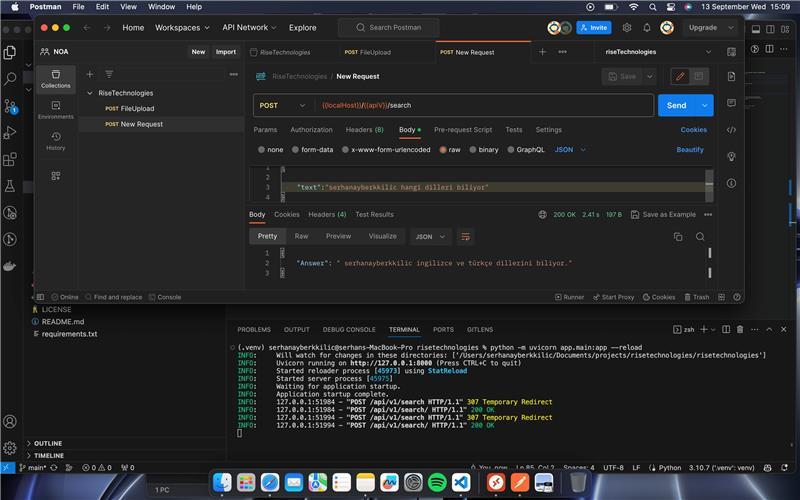 Postman File Edit View Window Help 13 September Wed 15:09
Home Workspaces API Network Explore Search Postman Invite Upgrade
NOA New Import RiseTechnologies POST FileUpload POST New Request riseTechnologies
Collections
Environments
History
RiseTechnologies
POST FileUpload
POST New Request
RiseTechnologies / New Request Save
POST {{localHost}}/{{apiV}}/search Send
Params Authorization Headers (8) Body Pre-request Script Tests Settings Cookies
none form-data x-www-form-urlencoded raw binary GraphQL JSON Beautify
1
2
3 "text":"serhanayberkkilic hangi dilleri biliyor"
4
Body Cookies Headers (4) Test Results 200 OK 2.41 s 197 B Save as Example
Pretty Raw Preview Visualize JSON
1 {
2 "Answer": " serhanayberkkilic ingilizce ve türkçe dillerini biliyor."
3
Online Find and replace Console Runner Start Proxy Cookies Trash
LICENSE
README.md
requirements.txt
OUTLINE
TIMELINE
PROBLEMS OUTPUT DEBUG CONSOLE TERMINAL PORTS GITLENS zsh
(.venv) serhanayberkkilic@serhans-MacBook-Pro risetechnologies % python -m uvicorn app.main:app --reload
INFO: Will watch for changes in these directories: ['/Users/serhanayberkkilic/Documents/projects/risetechnologies/risetechnologies']
INFO: Uvicorn running on http://127.0.0.1:8000 (Press CTRL+C to quit)
INFO: Started reloader process [45973] using StatReload
INFO: Started server process [45975]
INFO: Waiting for application startup.
INFO: Application startup complete.
INFO: 127.0.0.1:51984 - "POST /api/v1/search HTTP/1.1" 307 Temporary Redirect
INFO: 127.0.0.1:51984 - "POST /api/v1/search/ HTTP/1.1" 200 OK
INFO: 127.0.0.1:51994 - "POST /api/v1/search HTTP/1.1" 307 Temporary Redirect
INFO: 127.0.0.1:51994 - "POST /api/v1/search/ HTTP/1.1" 200 OK
main* 0 0 0 You, now Ln 85, Col 2 Spaces: 4 UTF-8 LF Python 3.10.7 ('.venv': venv)
1 PC